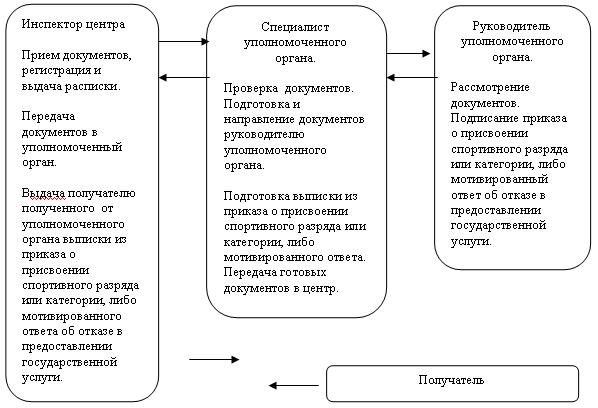 Инспектор центра
Прием документов,
регистрация и
выдача расписки.
Передача
документов в
уполномоченный
орган.
Выдача получателю
полученного от
уполномоченного
органа выписки из
приказа о
присвоении
спортивного разряда
или категории, либо
мотивированного
ответа об отказе в
предоставлении
государственной
услуги.
Специалист
уполномоченного
органа.
Проверка документов.
Подготовка и
направление документов
руководителю
уполномоченного
органа.
Подготовка выписки из
приказа о присвоении
спортивного разряда или
категории, либо
мотивированного ответа.
Передача готовых
документов в центр.
Руководитель
уполномоченного
органа.
Рассмотрение
документов.
Подписание приказа
о присвоении
спортивного разряда
или категории, либо
мотивированный
ответ об отказе в
предоставлении
государственной
услуги.
Получатель